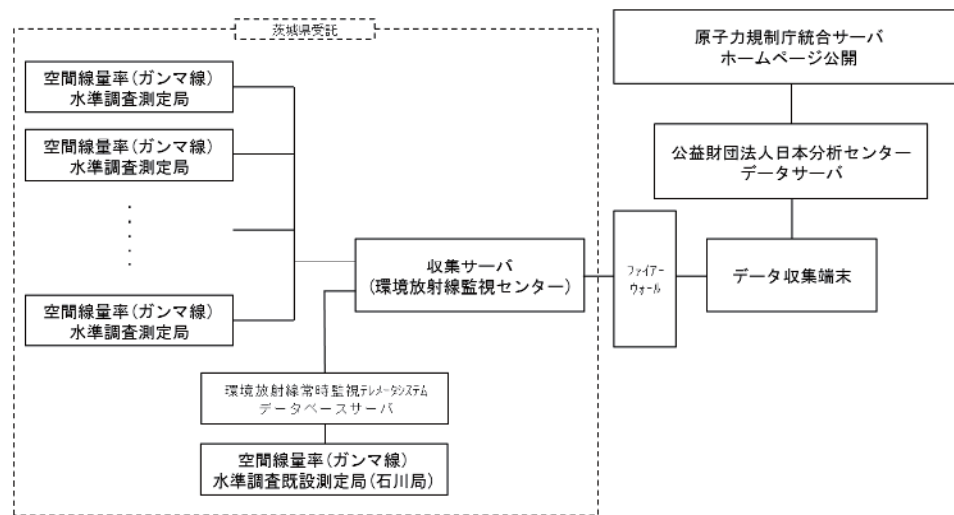 茨城県受託
空間線量率(ガンマ線)
水準調査測定局
空間線量率(ガンマ線)
水準調査測定局
空間線量率(ガンマ線)
水準調査測定局
収集サーバ
(環境放射線監視センター)
環境放射線常時監視ﾃﾚﾒｰﾀｼｽﾃﾑ
データベースサーバ
空間線量率(ガンマ線)
水準調査既設測定局(石川局)
ﾌｧｲｱｰ
ｳｫｰﾙ
原子力規制庁統合サーバ
ホームページ公開
公益財団法人日本分析センター
データサーバ
データ収集端末